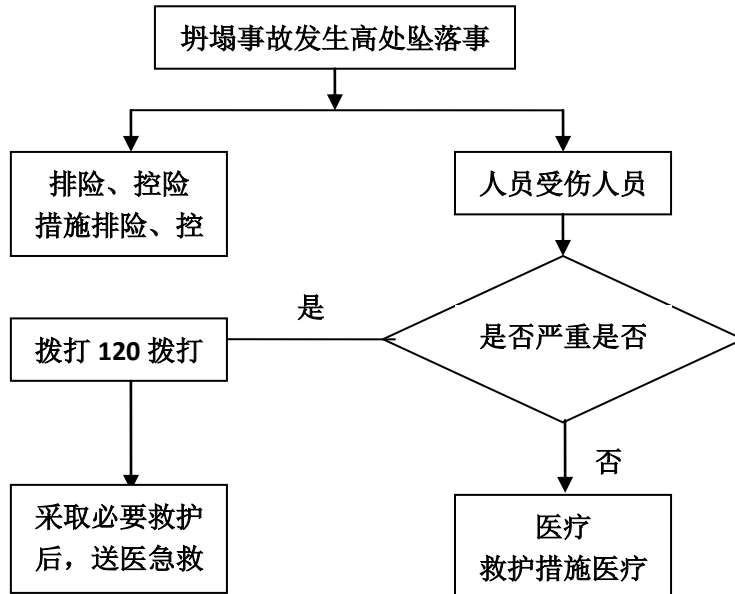 坍塌事故发生高处坠落事
排险、控险
措施排险、控
人员受伤人员
是
拨打 120 拨打
是否严重是否
否
采取必要救护
后，送医急救
医疗
救护措施医疗